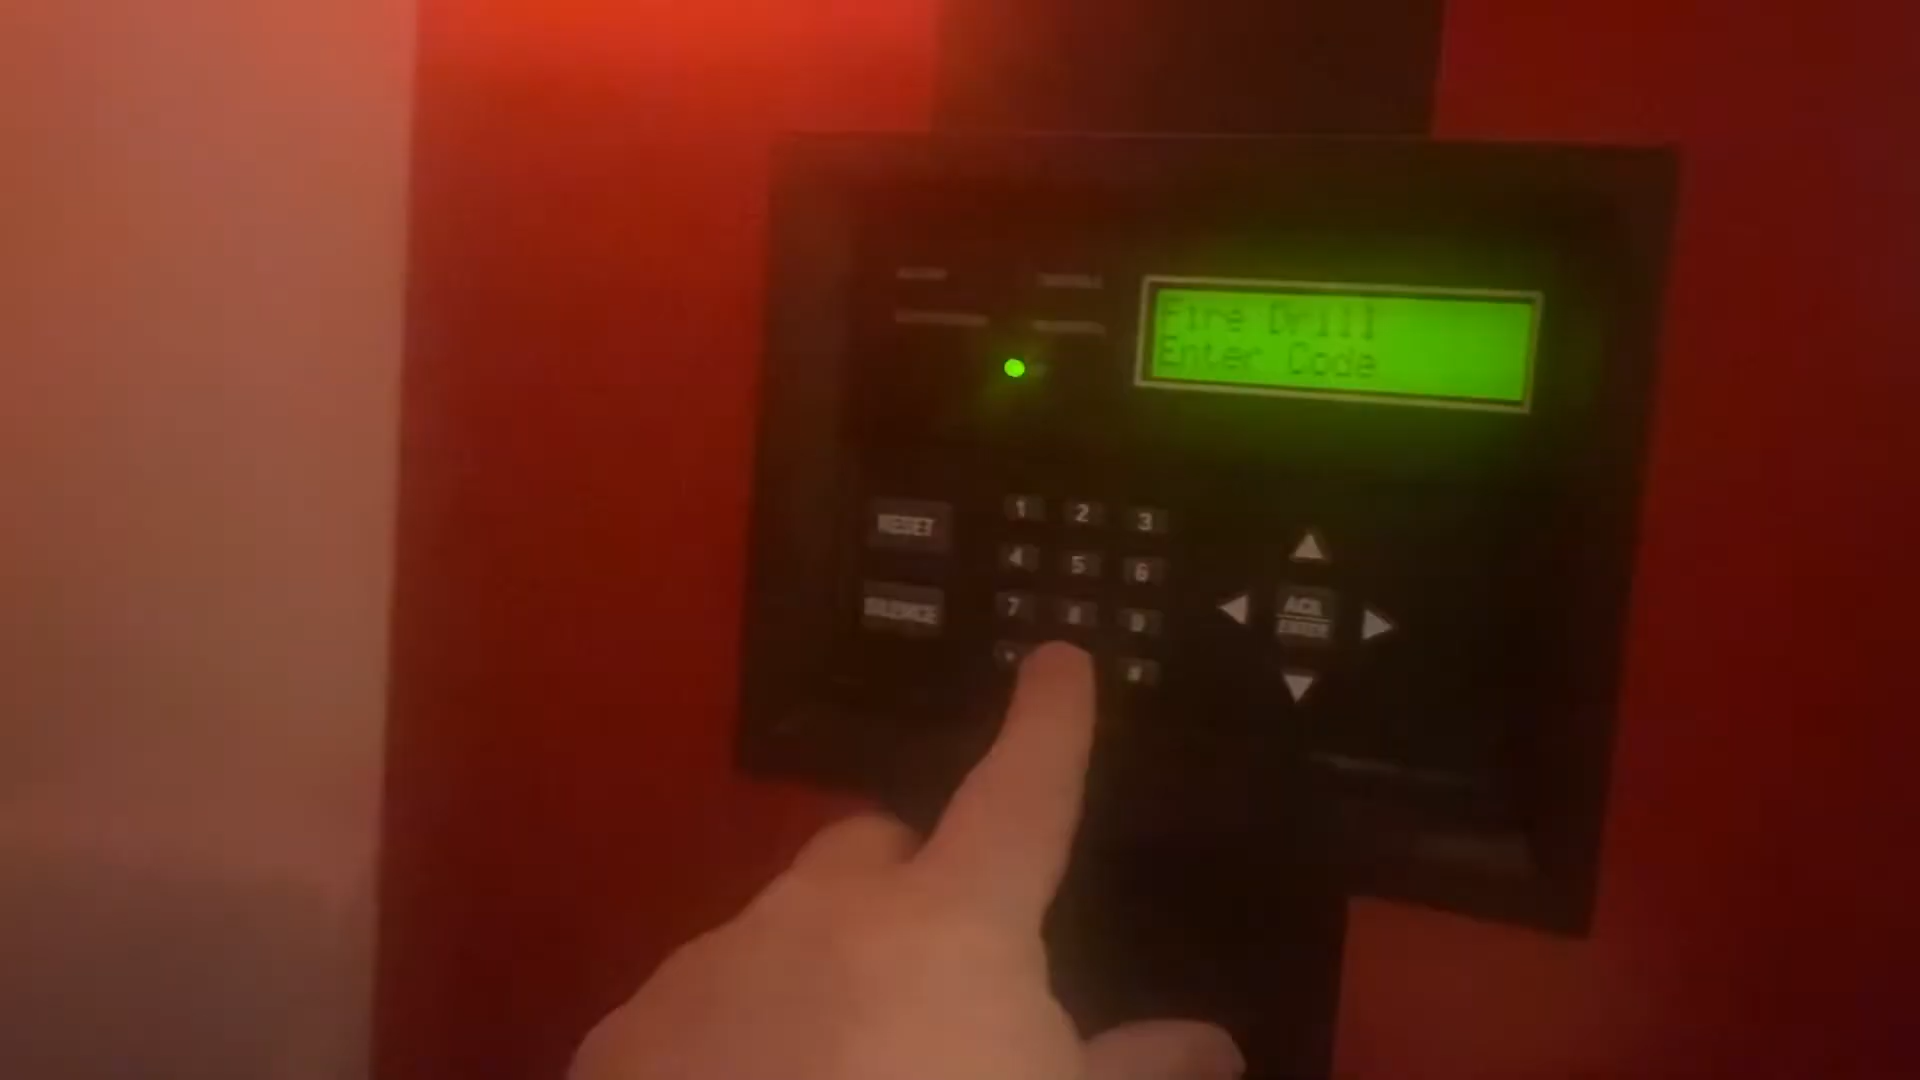 Fire Drill
Enter Code
RESET
SILENCE
1 2 3
4 5 6
7 8 9
* #
ACK
ENTER